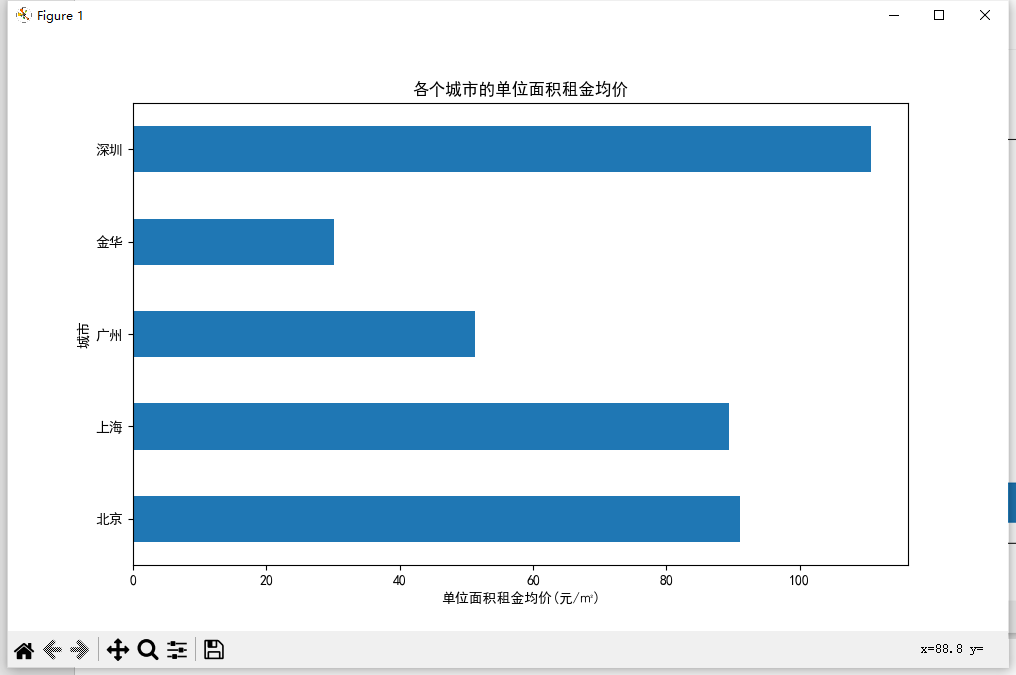 Figure 1
各个城市的单位面积租金均价
深圳
金华
广州
上海
北京
城市
0 20 40 60 80 100
单位面积租金均价(元/㎡)
x=88.8 y=